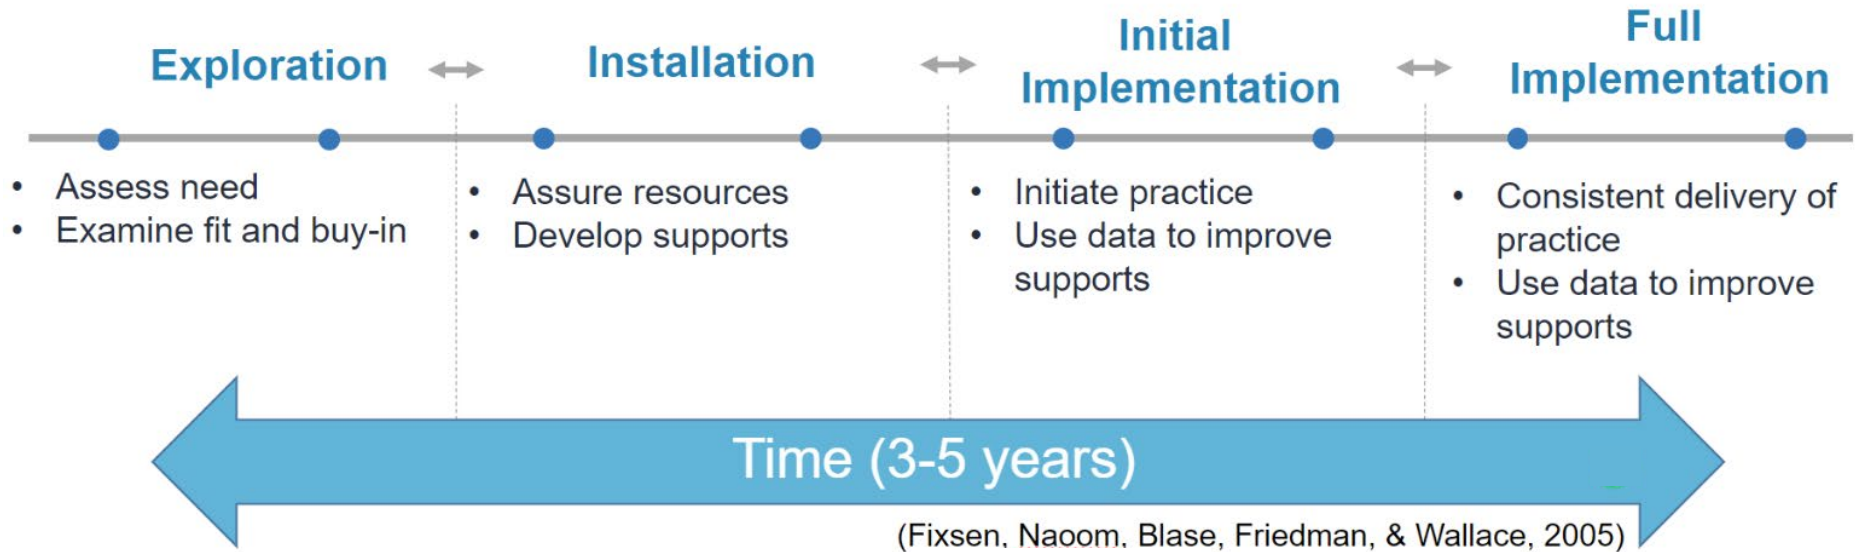 Exploration
Installation
Initial
Implementation
Full
Implementation
• Assess need
• Examine fit and buy-in
• Assure resources
• Develop supports
• Initiate practice
• Use data to improve
supports
• Consistent delivery of
practice
• Use data to improve
supports
Time (3-5 years)
(Fixsen, Naoom, Blase, Friedman, & Wallace, 2005)